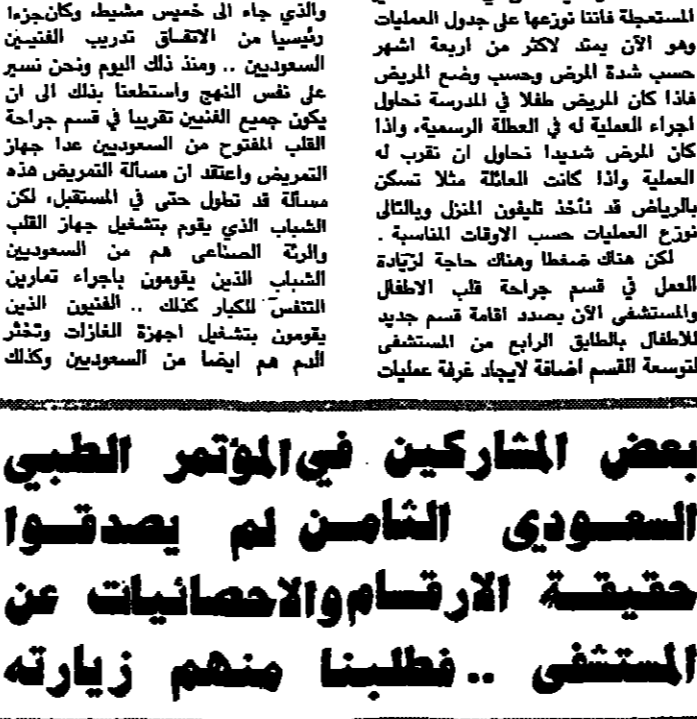 المستعجلة فاننا نوزعها على جدول العمليات
وهو الآن يمتد لاكثر من اربعة اشهر
حسب شدة المرض وحسب وضع المريض
فاذا كان المريض طفلا في المدرسة نحاول
اجراء العملية له في العطلة الرسمية، واذا
كان المرض شديدا نحاول ان نقرب له
العملية واذا كانت العائلة مثلا تسكن
بالرياض قد نأخذ تليفون المنزل وبالتالى
نوزع العمليات حسب الاوقات المناسبة .
لكن هناك ضغطا وهناك حاجة لزيادة
العمل في قسم جراحة قلب الاطفال
والمستشفى الآن بصدد اقامة قسم جديد
للاطفال بالطابق الرابع من المستشفى
لتوسعة القسم اضافة لايجاد غرفة عمليات
والذي جاء الى خميس مشيط، وكان جزءا
رئيسيا من الاتفاق تدريب الفنيين
السعوديين .. ومنذ ذلك اليوم ونحن نسير
على نفس النهج واستطعنا بذلك الى ان
يكون جميع الفنيين تقريبا في قسم جراحة
القلب المفتوح من السعوديين عدا جهاز
التمريض واعتقد ان مسألة التمريض هذه
مسألة قد تطول حتى في المستقبل، لكن
الشباب الذي يقوم بتشغيل جهاز القلب
والرئة الصناعى هم من السعوديين
الشباب الذين يقومون باجراء تمارين
التنفس للكبار كذلك .. الفنيون الذين
يقومون بتشغيل اجهزة الغازات وتخثر
الدم هم ايضا من السعوديين وكذلك
بعض المشاركين في المؤتمر الطبي
السعودى الثامن لم يصدقوا
حقيقة الارقام والاحصائيات عن
المستشفى .. فطلبنا منهم زيارته